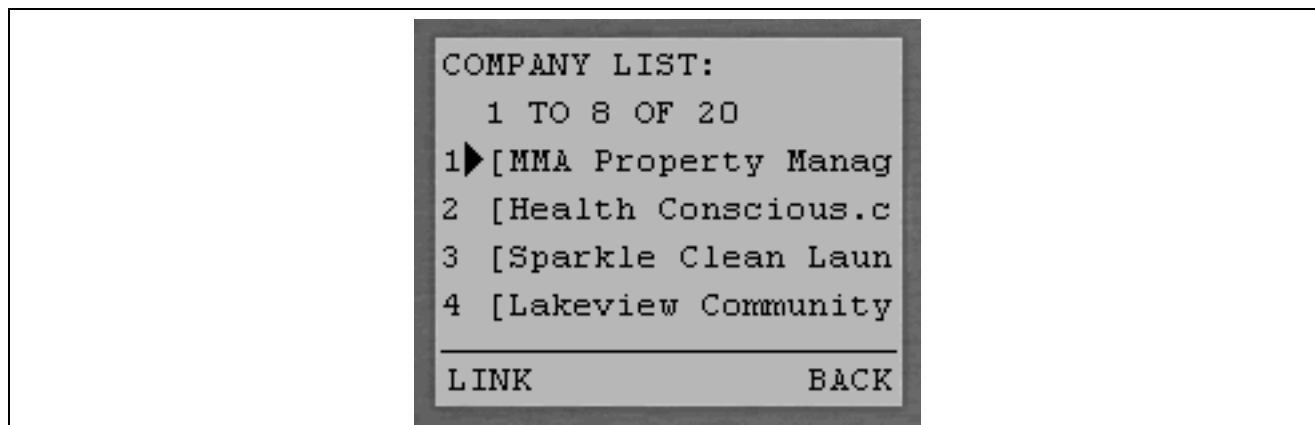 COMPANY LIST:
1 TO 8 OF 20
1 [MMA Property Manag
2 [Health Conscious.c
3 [Sparkle Clean Laun
4 [Lakeview Community
LINK BACK